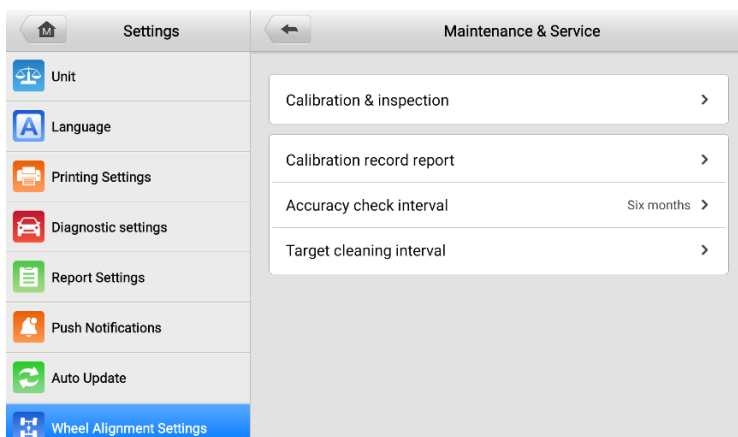 Settings
Maintenance & Service
Unit
Language
Printing Settings
Diagnostic settings
Report Settings
Push Notifications
Auto Update
Wheel Alignment Settings
Calibration & inspection
Calibration record report
Accuracy check interval Six months
Target cleaning interval